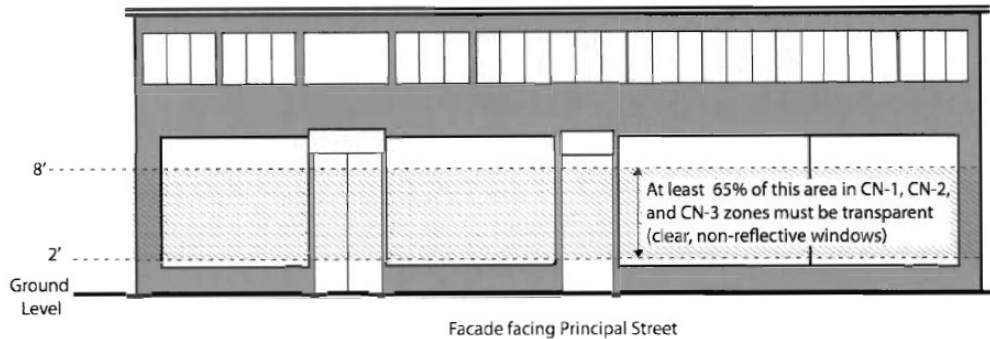 8'
At least 65% of this area in CN-1, CN-2,
and CN-3 zones must be transparent
(clear, non-reflective windows)
2'
Ground
Level
Facade facing Principal Street